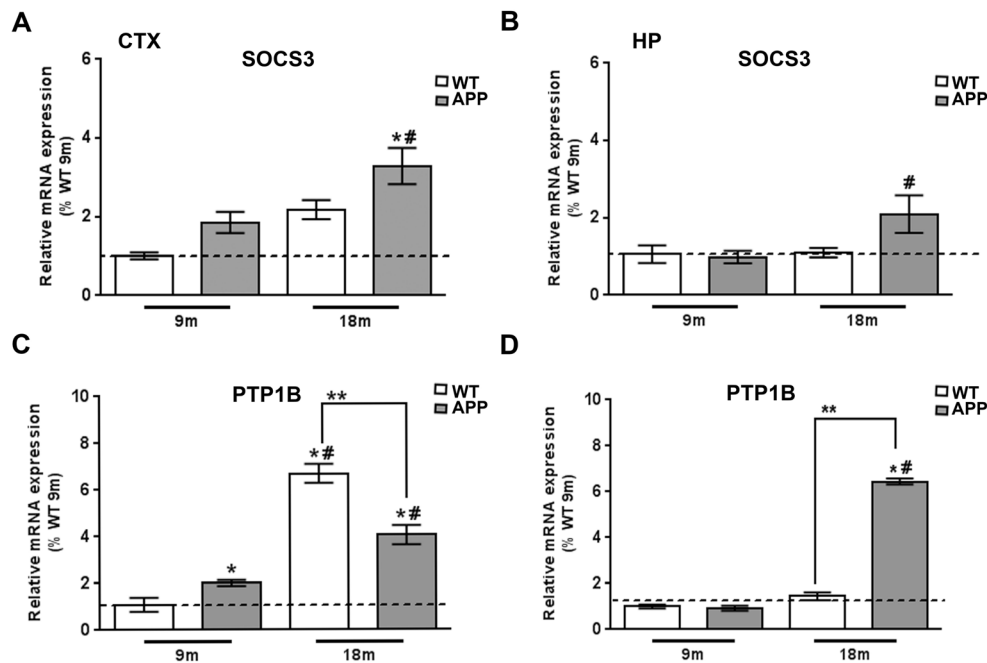 A
CTX
SOCS3
WT
APP
Relative mRNA expression
(% WT 9m)
6
4
2
0
*#
9m
18m
B
HP
SOCS3
WT
APP
Relative mRNA expression
(% WT 9m)
6
4
2
0
#
9m
18m
C
PTP1B
WT
APP
Relative mRNA expression
(% WT 9m)
10
8
6
4
2
0
**
*#
*#
*
9m
18m
D
PTP1B
WT
APP
Relative mRNA expression
(% WT 9m)
10
8
6
4
2
0
**
*#
9m
18m